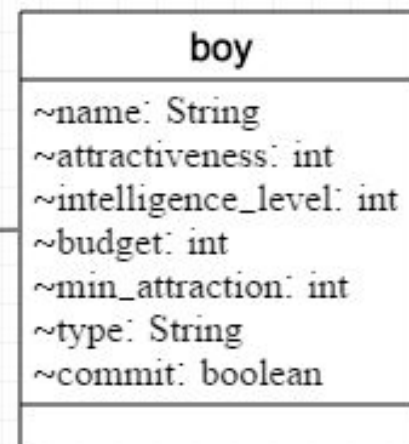 boy
~name: String
~attractiveness: int
~intelligence_level: int
~budget: int
~min_attraction: int
~type: String
~commit: boolean